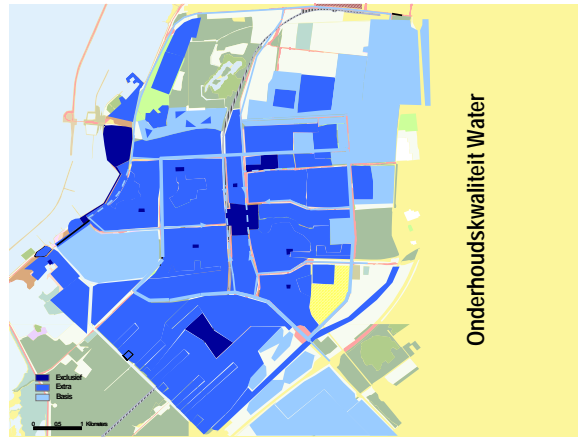 Onderhoudskwaliteit Water
Exclusief
Extra
Basis
0 0.5 1 Kilometers